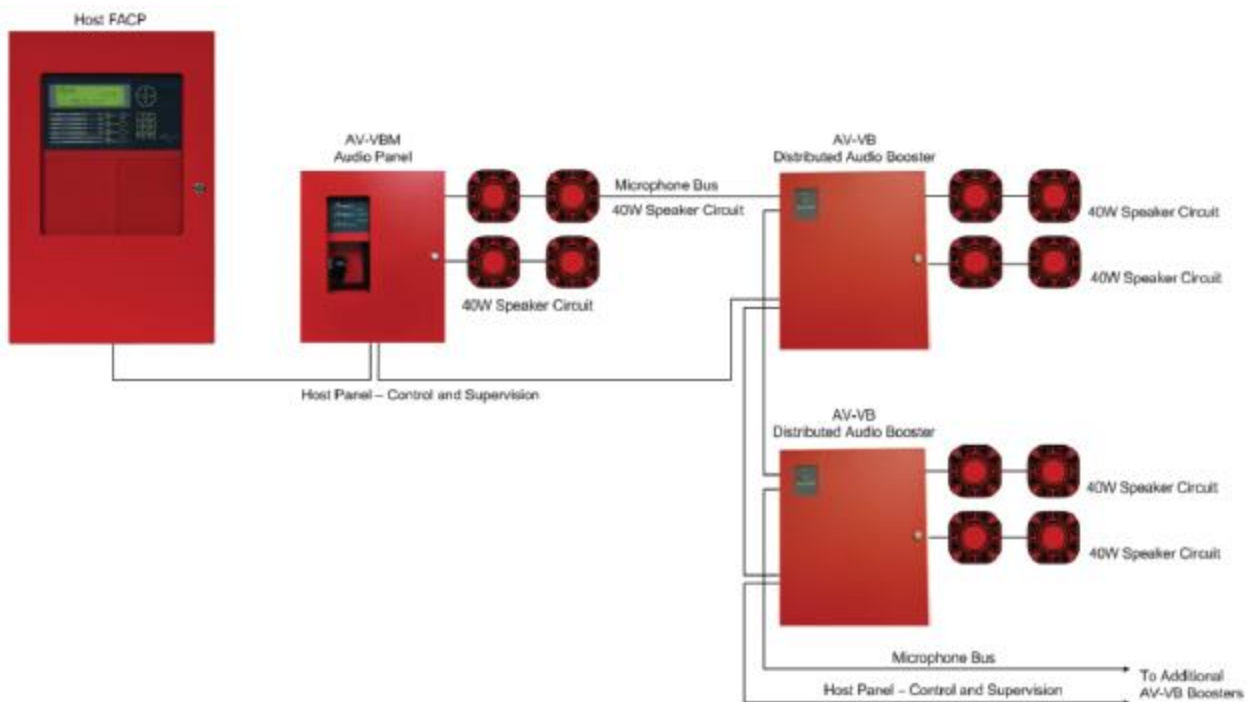 Host FACP
AV-VBM
Audio Panel
AV-VB
Distributed Audio Booster
Microphone Bus
40W Speaker Circuit
40W Speaker Circuit
40W Speaker Circuit
40W Speaker Circuit
Host Panel – Control and Supervision
AV-VB
Distributed Audio Booster
40W Speaker Circuit
40W Speaker Circuit
Microphone Bus
Host Panel – Control and Supervision
To Additional
AV-VB Boosters